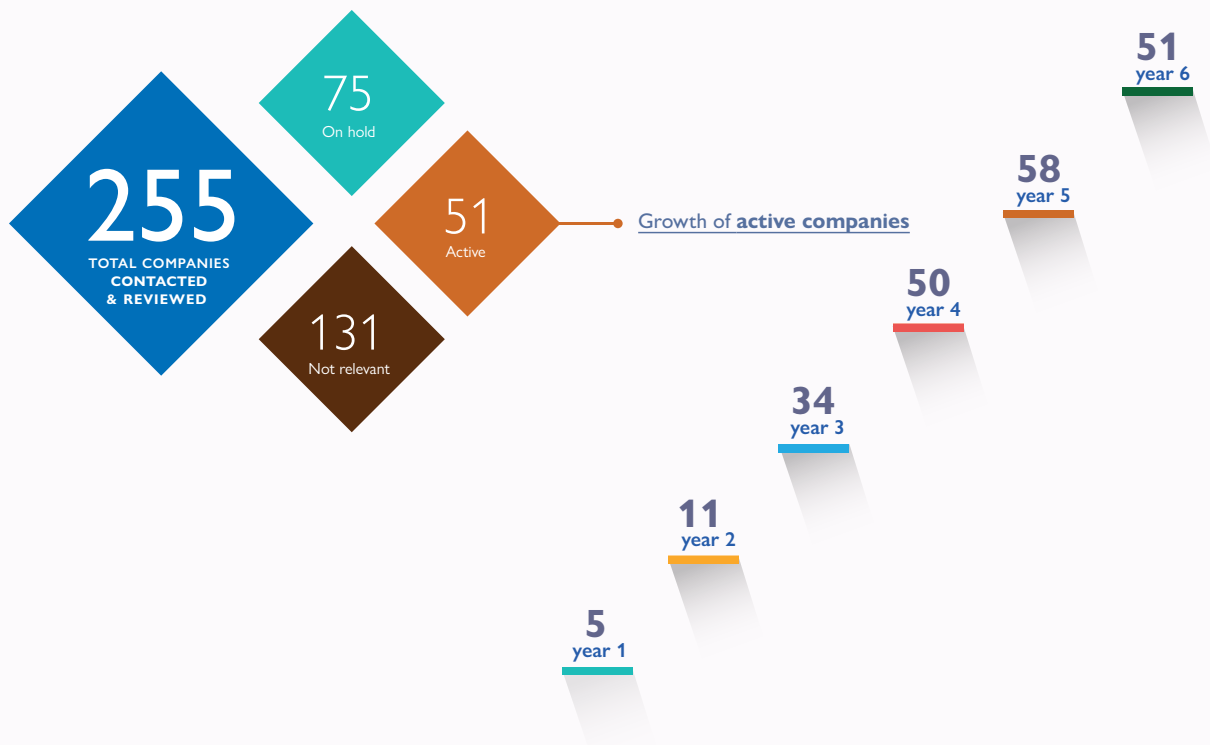 255
TOTAL COMPANIES
CONTACTED
& REVIEWED
75
On hold
51
Active
131
Not relevant
Growth of active companies
5
year 1
11
year 2
34
year 3
50
year 4
58
year 5
51
year 6